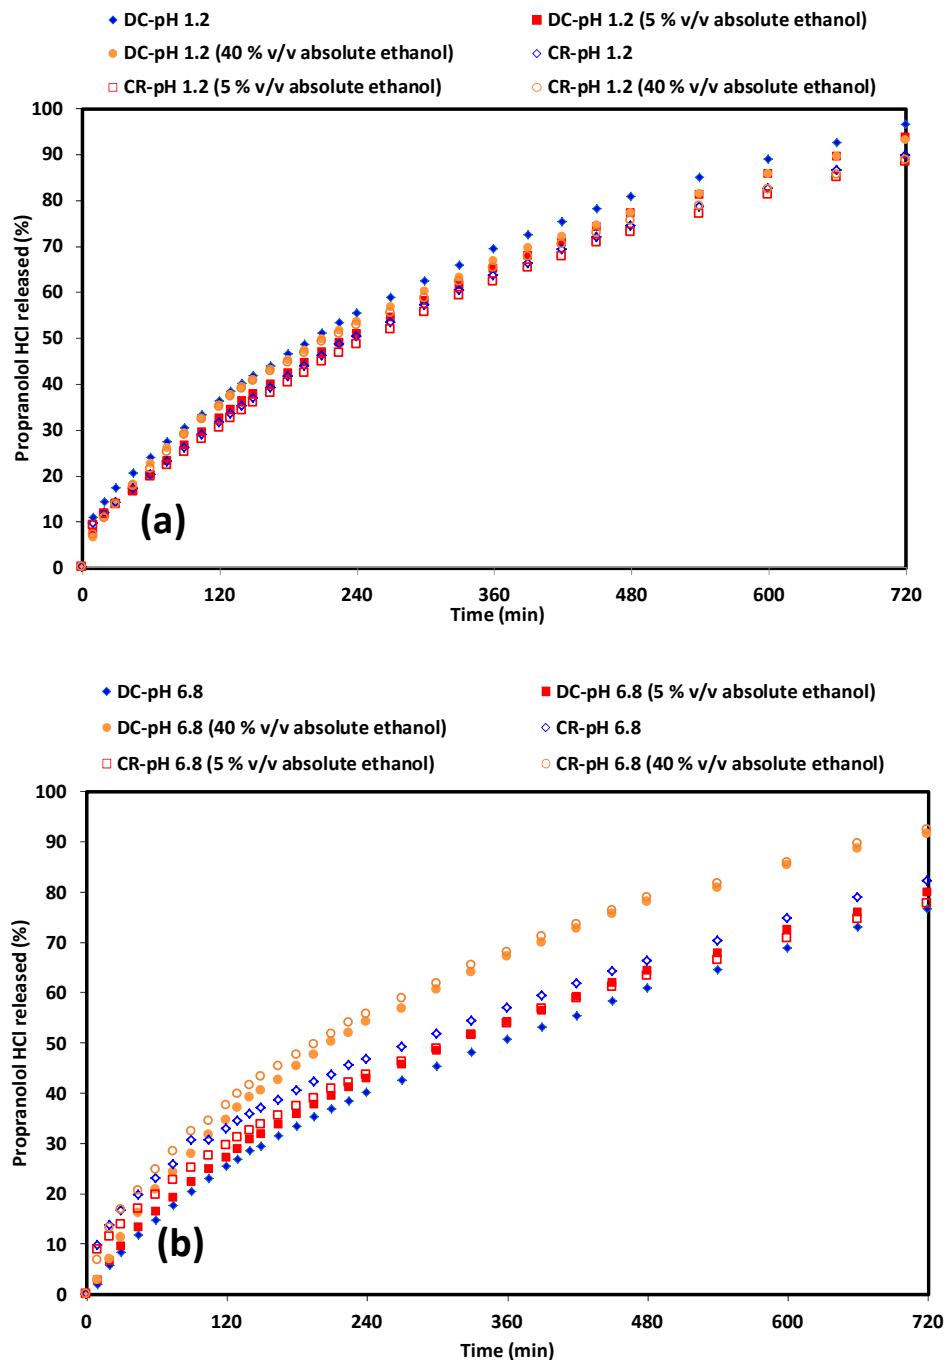 DC-pH 1.2 DC-pH 1.2 (5 % v/v absolute ethanol)
DC-pH 1.2 (40 % v/v absolute ethanol) CR-pH 1.2
CR-pH 1.2 (5 % v/v absolute ethanol) CR-pH 1.2 (40 % v/v absolute ethanol)
100
90
80
70
60
50
40
30
20
10
0
Propranolol HCl released (%)
(a)
0 120 240 360 480 600 720
Time (min)
DC-pH 6.8 DC-pH 6.8 (5 % v/v absolute ethanol)
DC-pH 6.8 (40 % v/v absolute ethanol) CR-pH 6.8
CR-pH 6.8 (5 % v/v absolute ethanol) CR-pH 6.8 (40 % v/v absolute ethanol)
100
90
80
70
60
50
40
30
20
10
0
Propranolol HCl released (%)
(b)
0 120 240 360 480 600 720
Time (min)